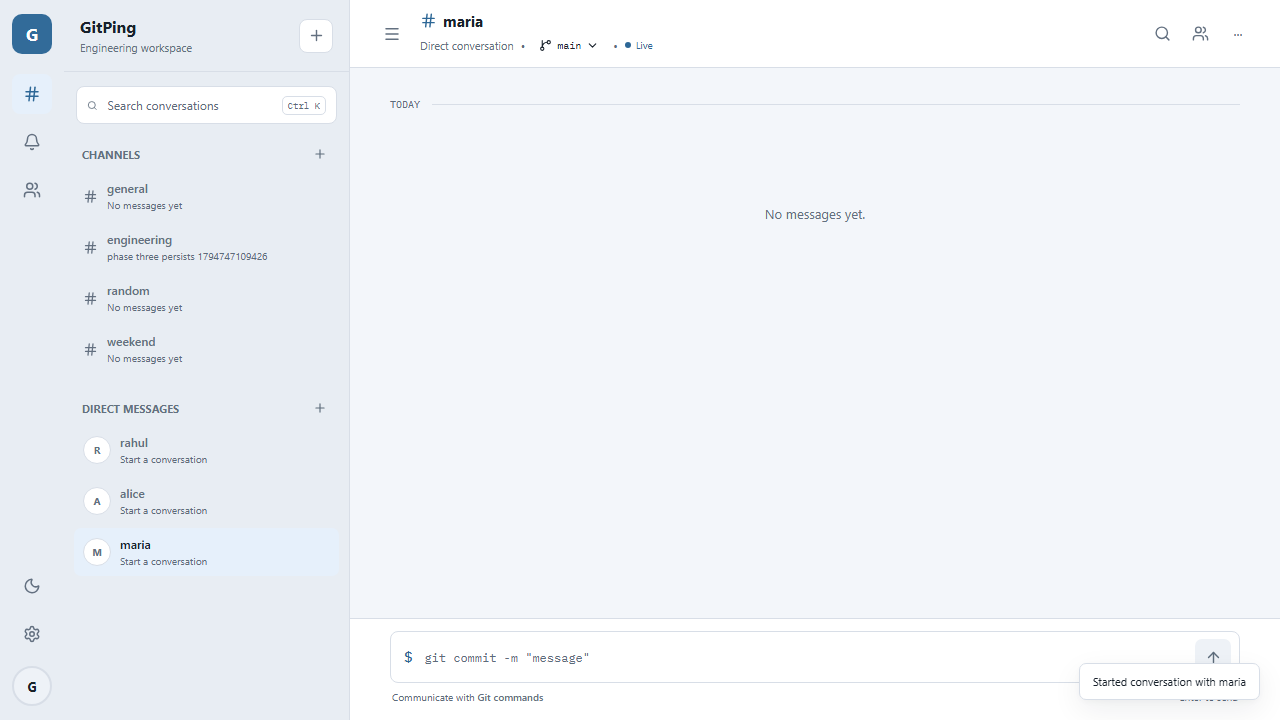 G
GitPing
Engineering workspace
Search conversations
Ctrl K
CHANNELS
general
No messages yet
engineering
phase three persists 1794747109426
random
No messages yet
weekend
No messages yet
DIRECT MESSAGES
R
rahul
Start a conversation
A
alice
Start a conversation
M
maria
Start a conversation
G
# maria
Direct conversation • main • Live
TODAY
No messages yet.
$ git commit -m "message"
Communicate with Git commands
Started conversation with maria